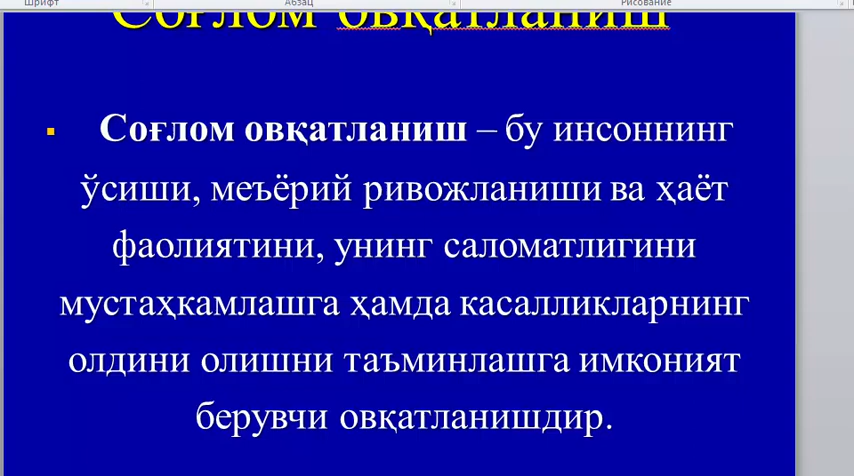 Шрифт Абзац Рисование
Соғлом овқатланиш
Соғлом овқатланиш – бу инсоннинг
ўсиши, меъёрий ривожланиши ва ҳаёт
фаолиятини, унинг саломатлигини
мустаҳкамлашга ҳамда касалликларнинг
олдини олишни таъминлашга имконият
берувчи овқатланишдир.